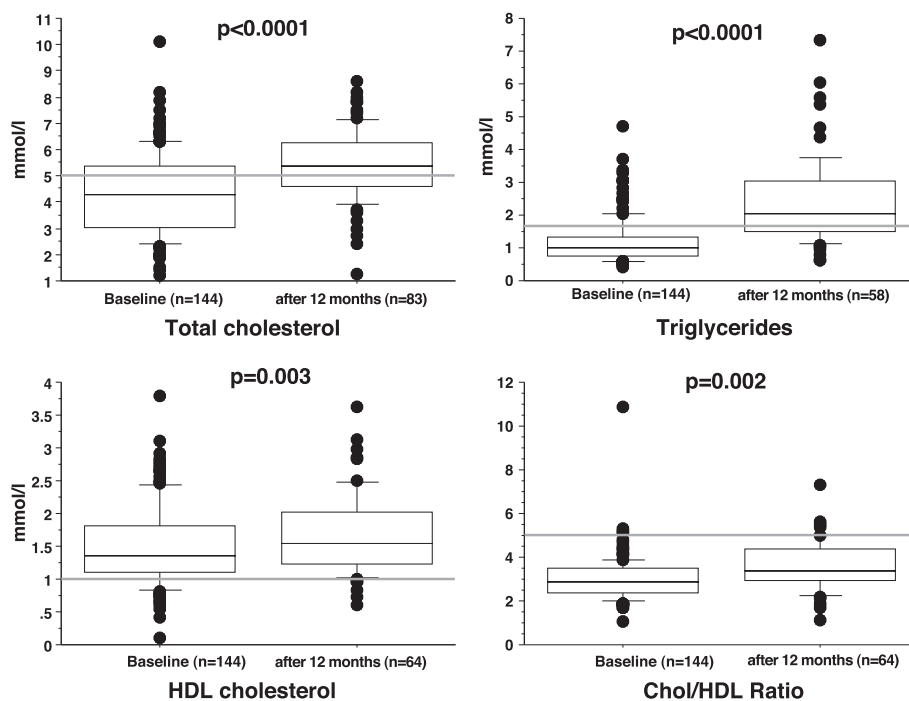 p<0.0001
mmol/l
11
10
9
8
7
6
5
4
3
2
1
Baseline (n=144)
after 12 months (n=83)
Total cholesterol
p<0.0001
mmol/l
8
7
6
5
4
3
2
1
0
Baseline (n=144)
after 12 months (n=58)
Triglycerides
p=0.003
mmol/l
4
3.5
3
2.5
2
1.5
1
.5
0
Baseline (n=144)
after 12 months (n=64)
HDL cholesterol
p=0.002
12
10
8
6
4
2
0
Baseline (n=144)
after 12 months (n=64)
Chol/HDL Ratio